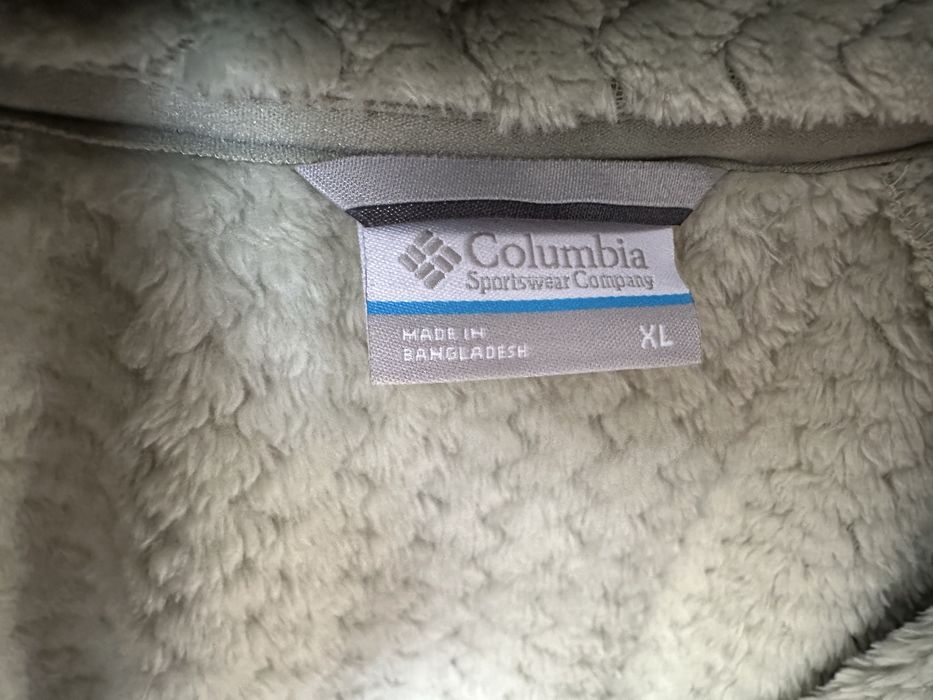 Columbia
Sportswear Company
MADE IN
BANGLADESH
XL